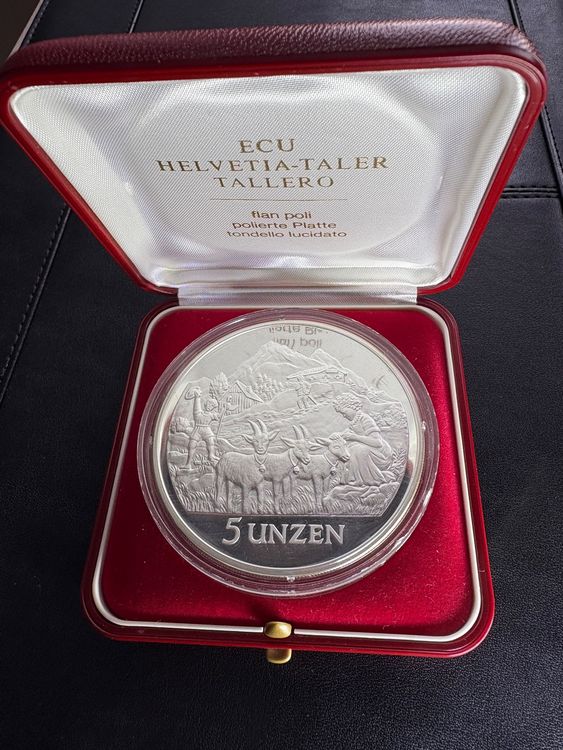 ECU
HELVETIA-TALER
TALLERO
flan poli
polierte Platte
tondello lucidato
5 UNZEN